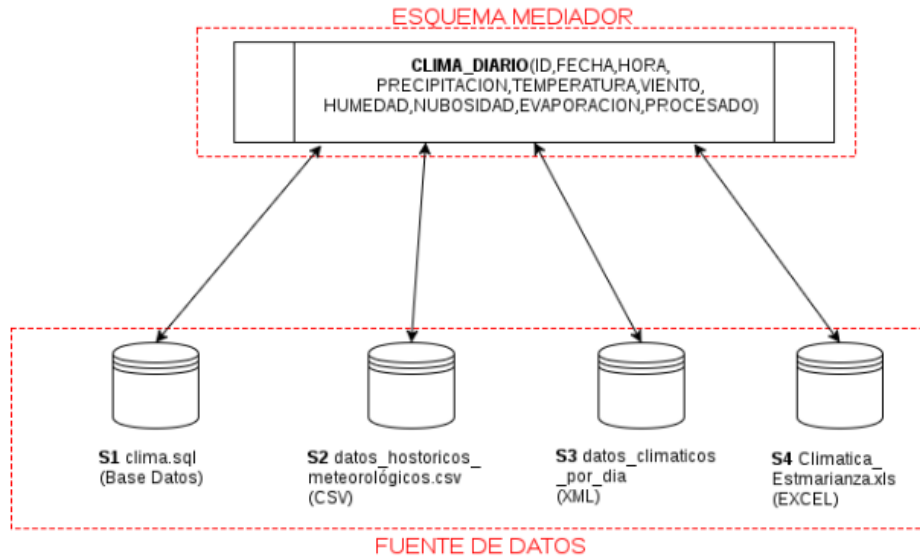 ESQUEMA MEDIADOR
CLIMA_DIARIO(ID,FECHA,HORA,
PRECIPITACION,TEMPERATURA,VIENTO,
HUMEDAD,NUBOSIDAD,EVAPORACION,PROCESADO)
S1 clima.sql
(Base Datos)
S2 datos_hostoricos_
meteorológicos.csv
(CSV)
S3 datos_climaticos
_por_dia
(XML)
S4 Climatica_
Estmarianza.xls
(EXCEL)
FUENTE DE DATOS